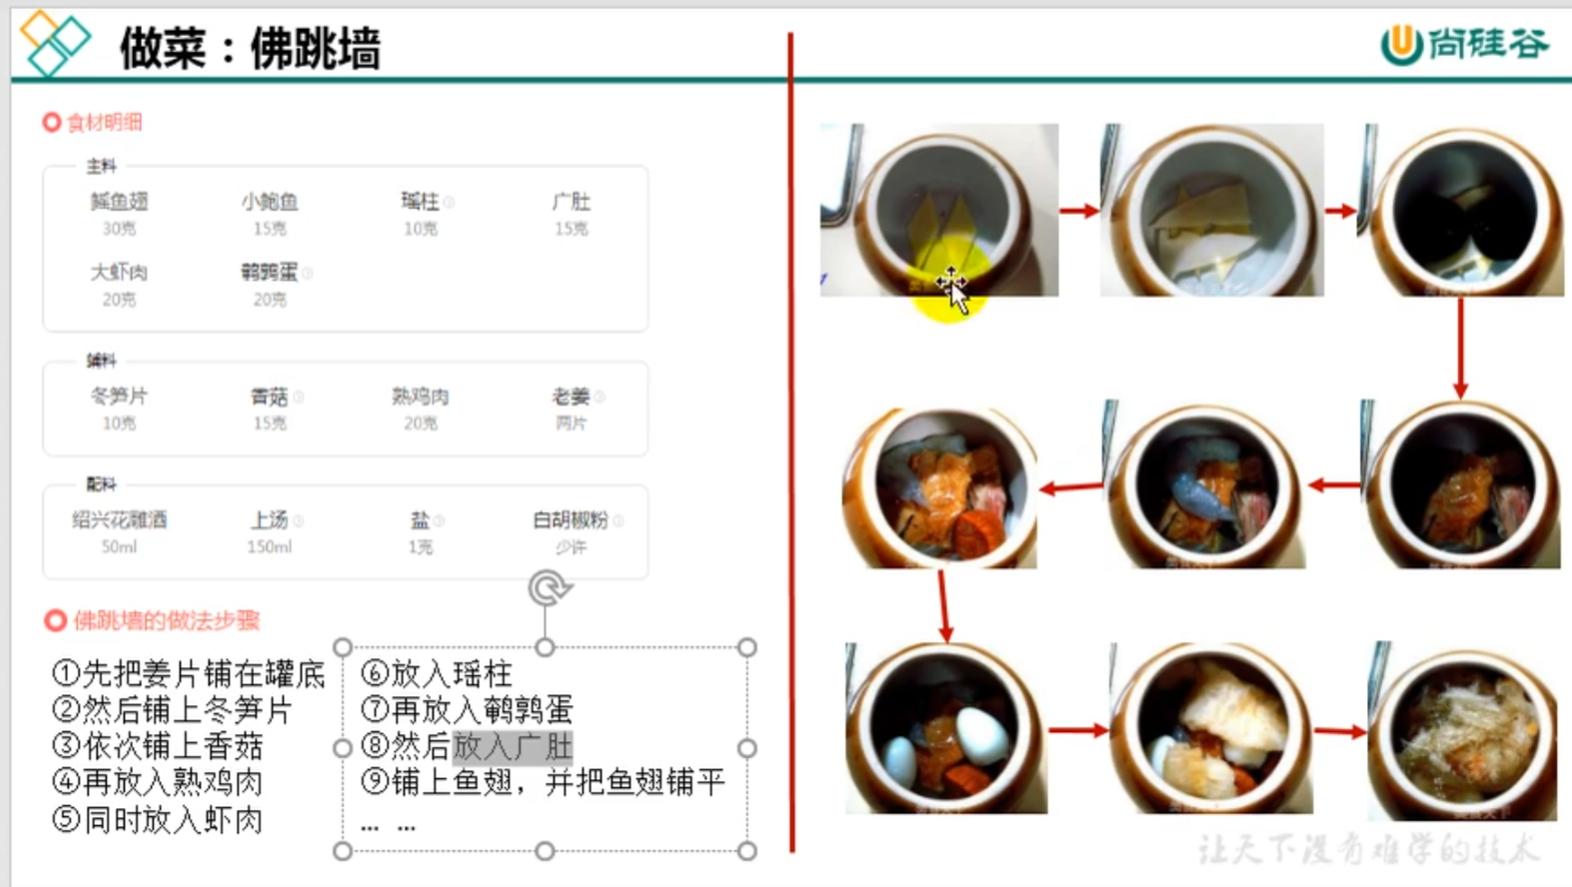 做菜：佛跳墙
尚硅谷
食材明细
主料
鳐鱼翅 小鲍鱼 瑶柱 广肚
30克 15克 10克 15克
大虾肉 鹌鹑蛋
20克 20克
辅料
冬笋片 香菇 熟鸡肉 老姜
10克 15克 20克 两片
配料
绍兴花雕酒 上汤 盐 白胡椒粉
50ml 150ml 1克 少许
佛跳墙的做法步骤
①先把姜片铺在罐底
②然后铺上冬笋片
③依次铺上香菇
④再放入熟鸡肉
⑤同时放入虾肉
⑥放入瑶柱
⑦再放入鹌鹑蛋
⑧然后放入广肚
⑨铺上鱼翅，并把鱼翅铺平
... ...
让天下没有难学的技术